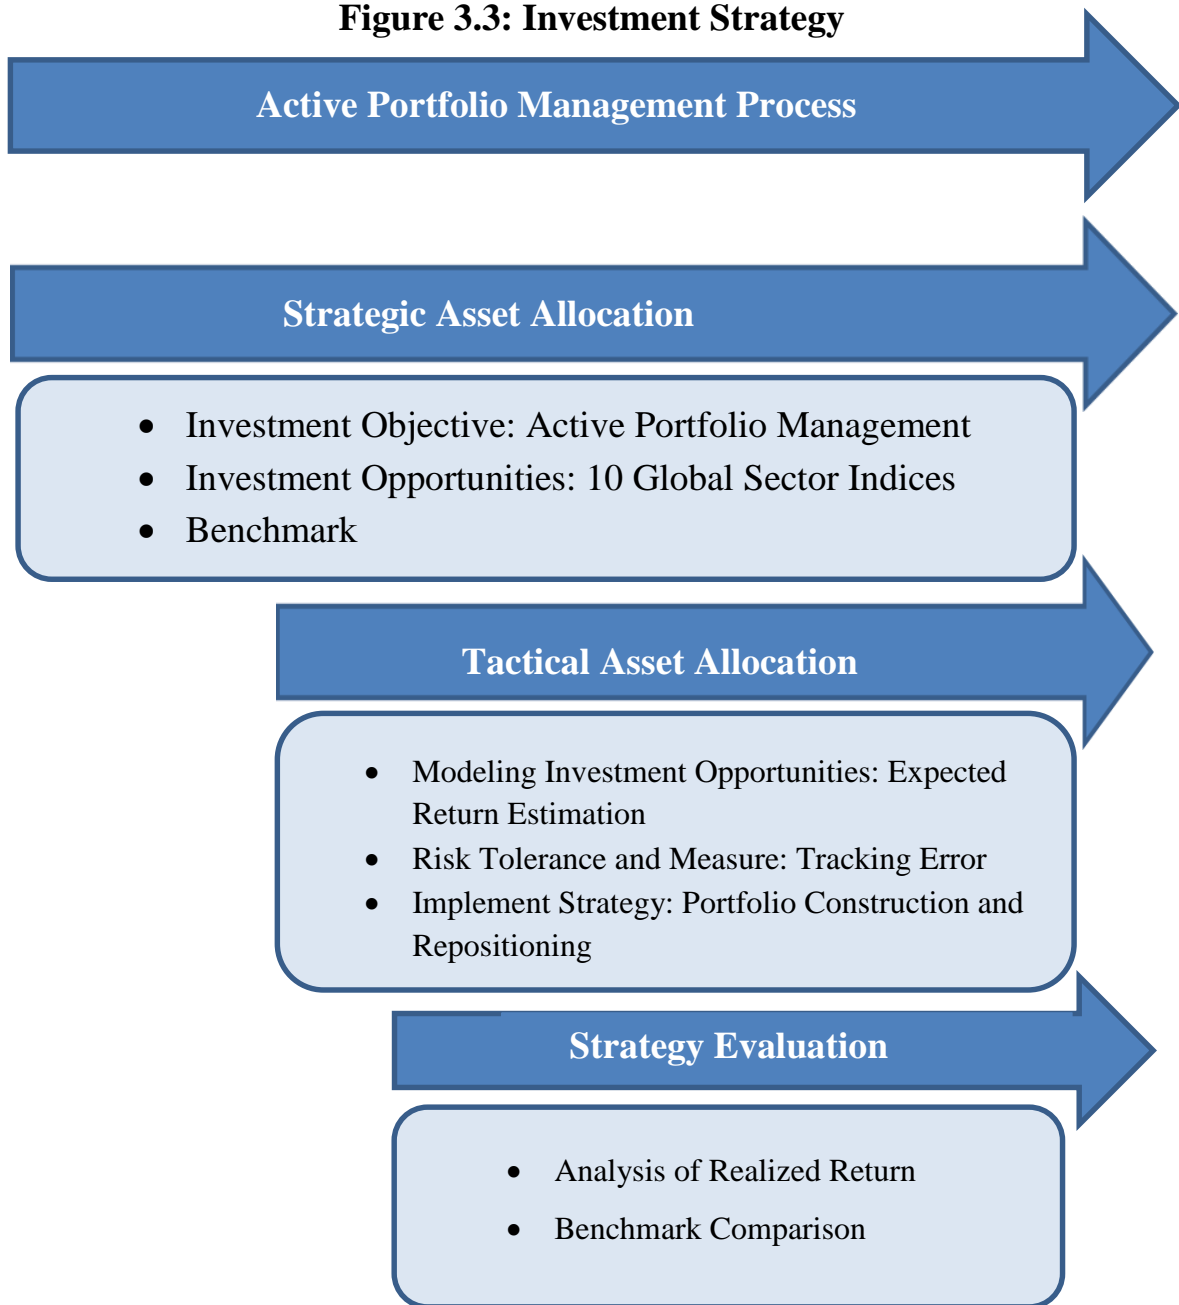 Figure 3.3: Investment Strategy
Active Portfolio Management Process
Strategic Asset Allocation
• Investment Objective: Active Portfolio Management
• Investment Opportunities: 10 Global Sector Indices
• Benchmark
Tactical Asset Allocation
• Modeling Investment Opportunities: Expected
Return Estimation
• Risk Tolerance and Measure: Tracking Error
• Implement Strategy: Portfolio Construction and
Repositioning
Strategy Evaluation
• Analysis of Realized Return
• Benchmark Comparison